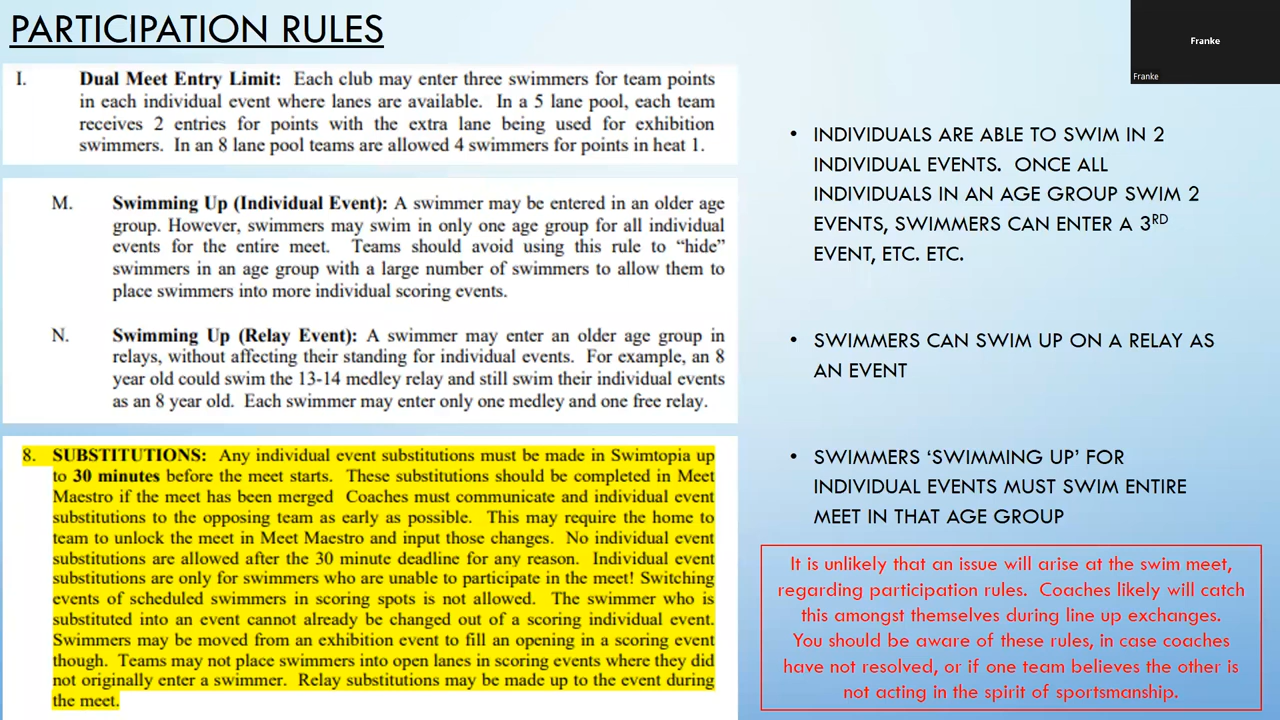 PARTICIPATION RULES
Franke
Franke
I. Dual Meet Entry Limit: Each club may enter three swimmers for team points
in each individual event where lanes are available. In a 5 lane pool, each team
receives 2 entries for points with the extra lane being used for exhibition
swimmers. In an 8 lane pool teams are allowed 4 swimmers for points in heat 1.
M. Swimming Up (Individual Event): A swimmer may be entered in an older age
group. However, swimmers may swim in only one age group for all individual
events for the entire meet. Teams should avoid using this rule to “hide”
swimmers in an age group with a large number of swimmers to allow them to
place swimmers into more individual scoring events.
N. Swimming Up (Relay Event): A swimmer may enter an older age group in
relays, without affecting their standing for individual events. For example, an 8
year old could swim the 13-14 medley relay and still swim their individual events
as an 8 year old. Each swimmer may enter only one medley and one free relay.
8. SUBSTITUTIONS: Any individual event substitutions must be made in Swimtopia up
to 30 minutes before the meet starts. These substitutions should be completed in Meet
Maestro if the meet has been merged Coaches must communicate and individual event
substitutions to the opposing team as early as possible. This may require the home to
team to unlock the meet in Meet Maestro and input those changes. No individual event
substitutions are allowed after the 30 minute deadline for any reason. Individual event
substitutions are only for swimmers who are unable to participate in the meet! Switching
events of scheduled swimmers in scoring spots is not allowed. The swimmer who is
substituted into an event cannot already be changed out of a scoring individual event.
Swimmers may be moved from an exhibition event to fill an opening in a scoring event
though. Teams may not place swimmers into open lanes in scoring events where they did
not originally enter a swimmer. Relay substitutions may be made up to the event during
the meet.
• INDIVIDUALS ARE ABLE TO SWIM IN 2
INDIVIDUAL EVENTS. ONCE ALL
INDIVIDUALS IN AN AGE GROUP SWIM 2
EVENTS, SWIMMERS CAN ENTER A 3RD
EVENT, ETC. ETC.
• SWIMMERS CAN SWIM UP ON A RELAY AS
AN EVENT
• SWIMMERS ‘SWIMMING UP’ FOR
INDIVIDUAL EVENTS MUST SWIM ENTIRE
MEET IN THAT AGE GROUP
It is unlikely that an issue will arise at the swim meet,
regarding participation rules. Coaches likely will catch
this amongst themselves during line up exchanges.
You should be aware of these rules, in case coaches
have not resolved, or if one team believes the other is
not acting in the spirit of sportsmanship.